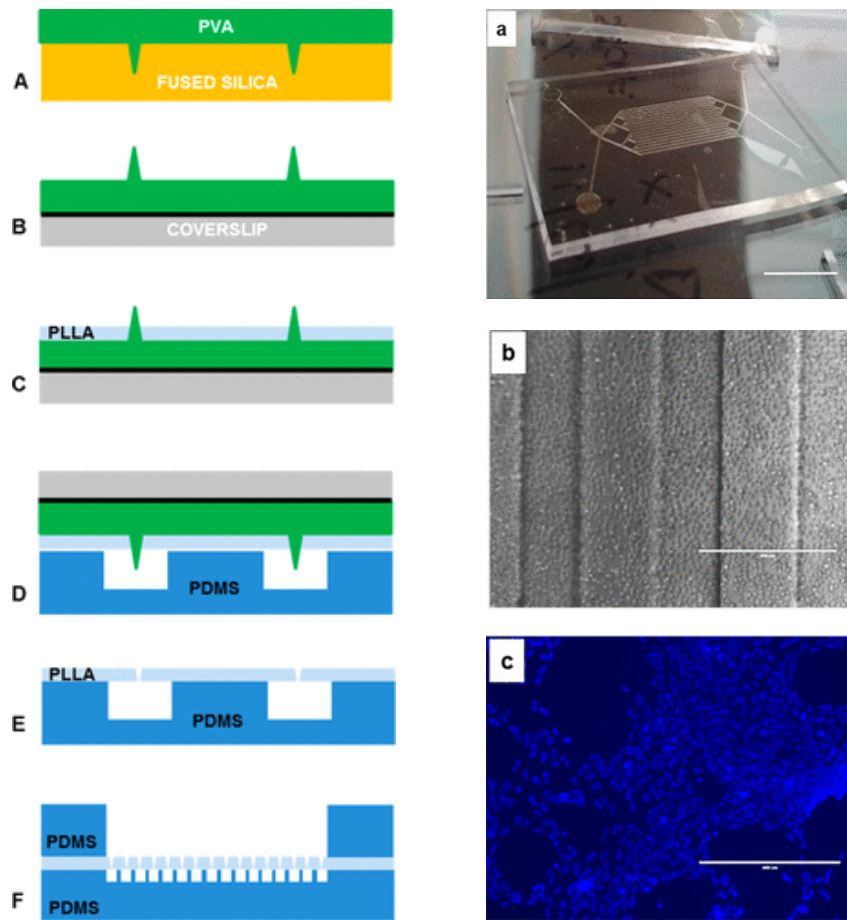 PVA
FUSED SILICA
A
COVERSLIP
B
PLLA
C
PDMS
D
PLLA
PDMS
E
PDMS
PDMS
F
a
b
c